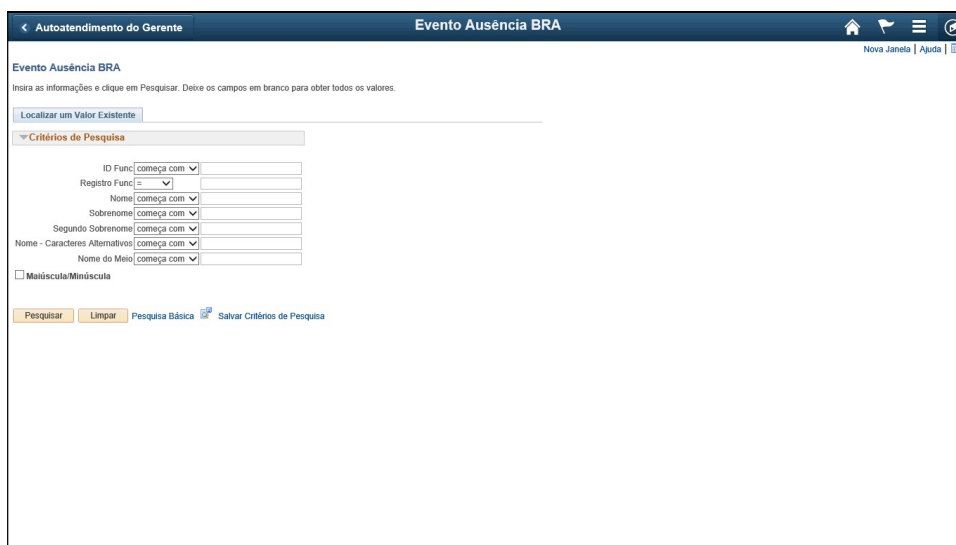 Autoatendimento do Gerente
Evento Ausência BRA
Nova Janela | Ajuda |
Evento Ausência BRA
Insira as informações e clique em Pesquisar. Deixe os campos em branco para obter todos os valores.
Localizar um Valor Existente
Critérios de Pesquisa
ID Func começa com
Registro Func =
Nome começa com
Sobrenome começa com
Segundo Sobrenome começa com
Nome - Caracteres Alternativos começa com
Nome do Meio começa com
Maiúscula/Minúscula
Pesquisar Limpar Pesquisa Básica Salvar Critérios de Pesquisa